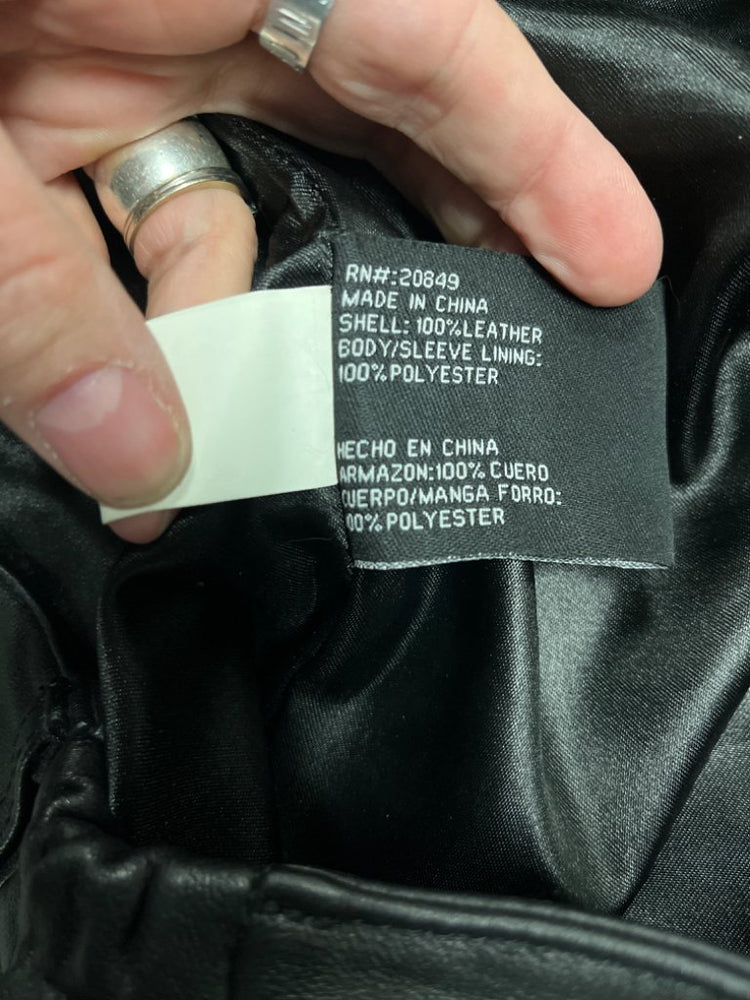 RN#:20849
MADE IN CHINA
SHELL: 100%LEATHER
BODY/SLEEVE LINING:
100%POLYESTER
HECHO EN CHINA
ARMAZON:100% CUERO
CUERPO/MANGA FORRO:
100%POLYESTER